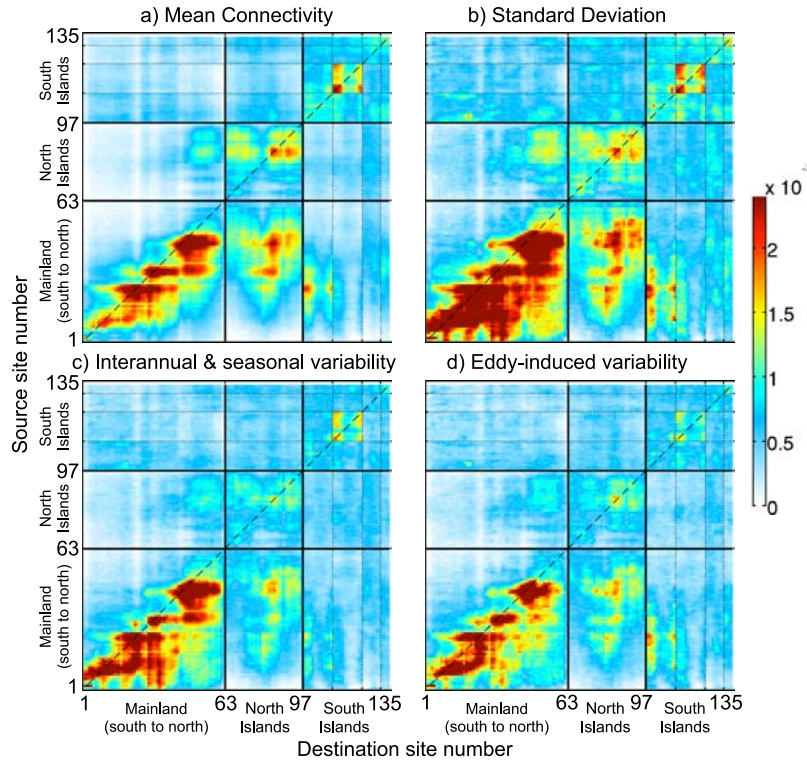 a) Mean Connectivity
b) Standard Deviation
135
South
Islands
97
North
Islands
63
Mainland
(south to north)
1
x 10
2
1.5
1
0.5
0
c) Interannual & seasonal variability
d) Eddy-induced variability
Source site number
135
South
Islands
97
North
Islands
63
Mainland
(south to north)
1
1 63 97 135 1 63 97 135
Mainland North South Mainland North South
(south to north) Islands Islands (south to north) Islands Islands
Destination site number